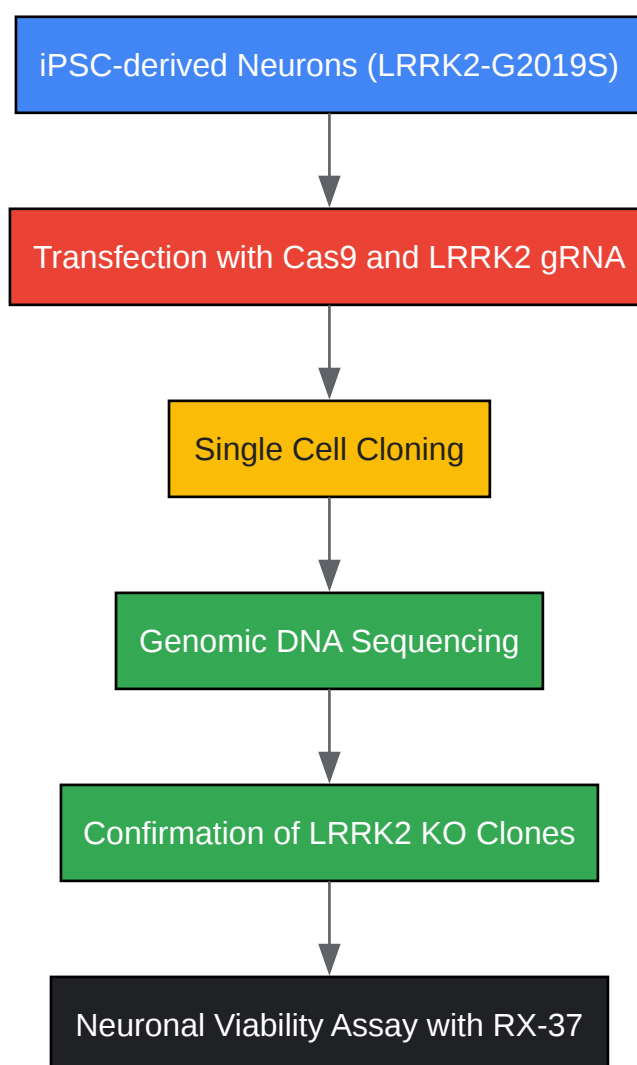 iPSC-derived Neurons (LRRK2-G2019S)
Transfection with Cas9 and LRRK2 gRNA
Single Cell Cloning
Genomic DNA Sequencing
Confirmation of LRRK2 KO Clones
Neuronal Viability Assay with RX-37